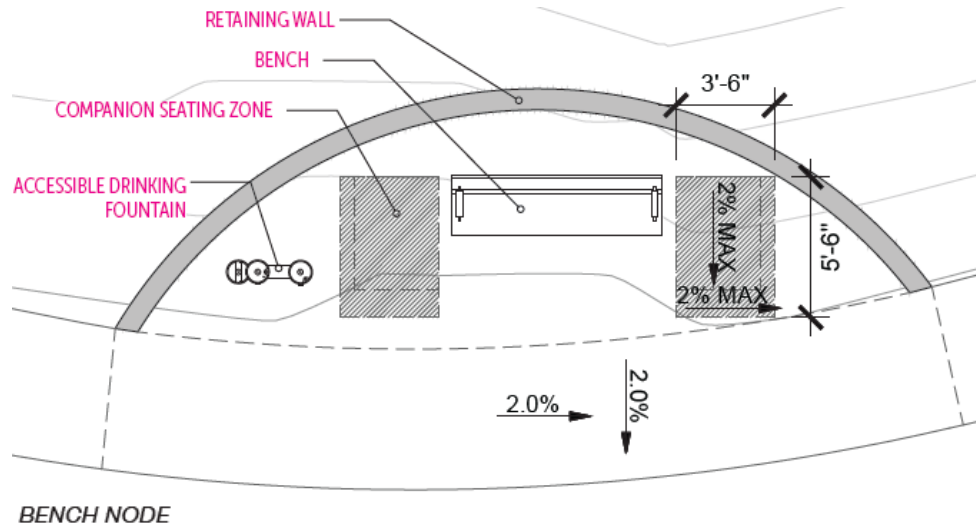 RETAINING WALL
BENCH
COMPANION SEATING ZONE
ACCESSIBLE DRINKING
FOUNTAIN
3'-6"
2% MAX
5'-6"
2% MAX
2.0%
2.0%
BENCH NODE